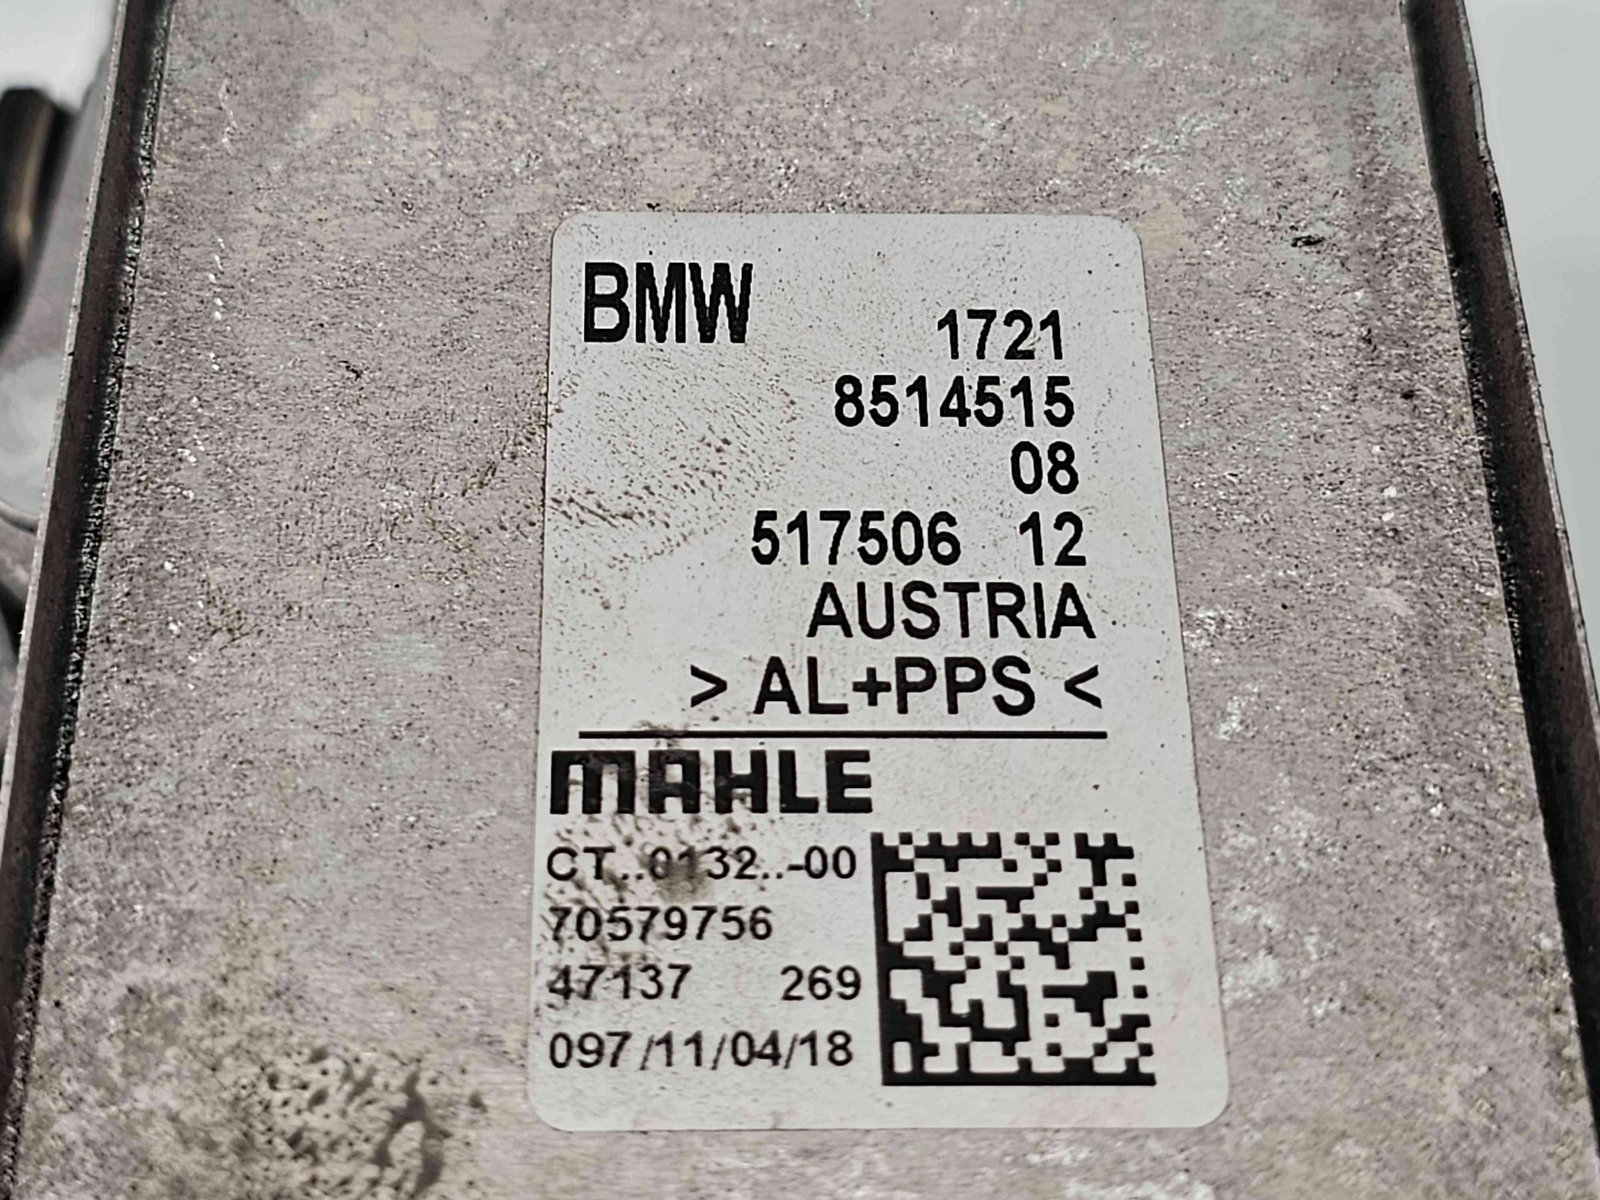 BMW
1721
8514515
08
517506 12
AUSTRIA
> AL+PPS <
MAHLE
CT..0132..-00
70579756
47137 269
097/11/04/18